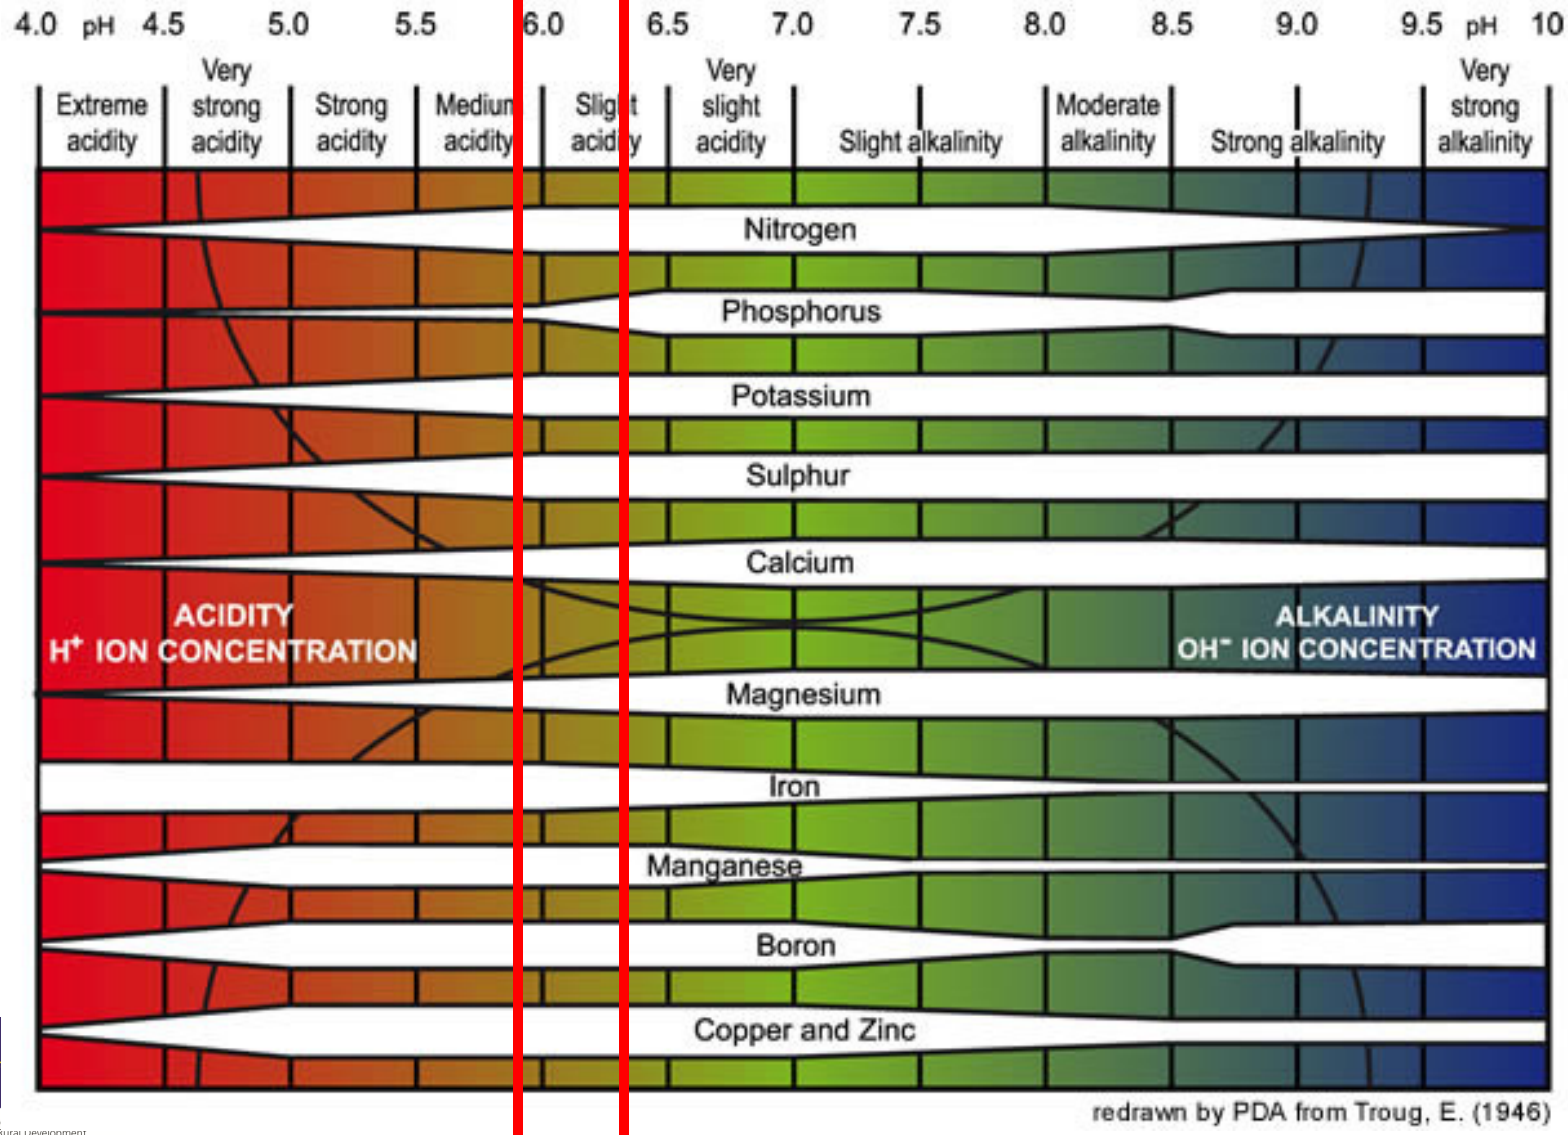 4.0 pH 4.5 5.0 5.5 6.0 6.5 7.0 7.5 8.0 8.5 9.0 9.5 pH 10
Extreme
acidity
Very
strong
acidity
Strong
acidity
Medium
acidity
Slight
acidity
Very
slight
acidity
Slight alkalinity
Moderate
alkalinity
Strong alkalinity
Very
strong
alkalinity
Nitrogen
Phosphorus
Potassium
Sulphur
Calcium
ACIDITY
H⁺ ION CONCENTRATION
ALKALINITY
OH⁻ ION CONCENTRATION
Magnesium
Iron
Manganese
Boron
Copper and Zinc
redrawn by PDA from Troug, E. (1946)